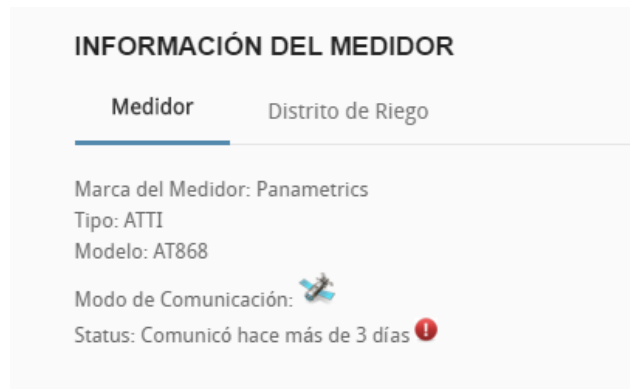 INFORMACIÓN DEL MEDIDOR
Medidor
Distrito de Riego
Marca del Medidor: Panametrics
Tipo: ATTI
Modelo: AT868
Modo de Comunicación:
Status: Comunicó hace más de 3 días